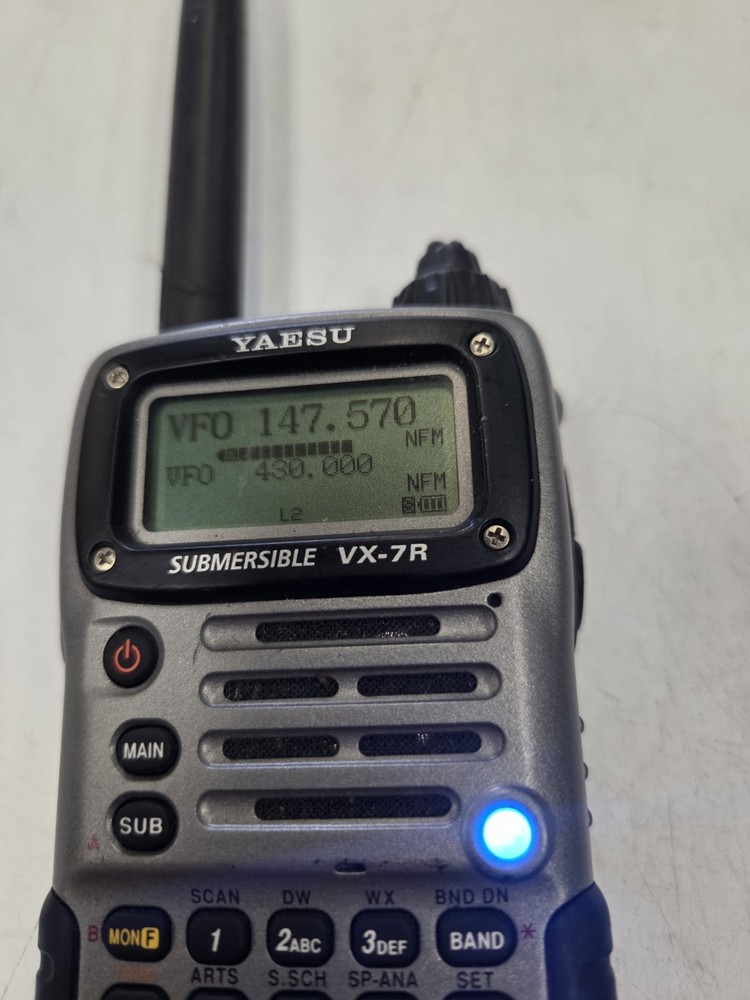 YAESU
VFO 147.570
NFM
VFO 430.000
NFM
L2
SUBMERSIBLE VX-7R
MAIN
SUB
A
SCAN DW WX BND DN
B MON F 1 2ABC 3DEF BAND *
ARTS S.SCH SP-ANA SET